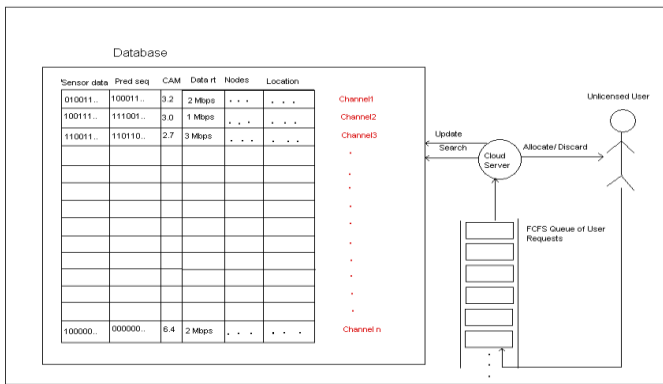 Database
Sensor data Pred seq CAM Data rt Nodes Location
010011.. 100011.. 3.2 2 Mbps . . . . . . Channel1
100111.. 111001.. 3.0 1 Mbps . . . . . . Channel2
110011.. 110110.. 2.7 3 Mbps . . . . . . Channel3
100000.. 000000.. 6.4 2 Mbps . . . . . . Channel n
Update
Search
Cloud
Server
Allocate/ Discard
Unlicensed User
FCFS Queue of User
Requests